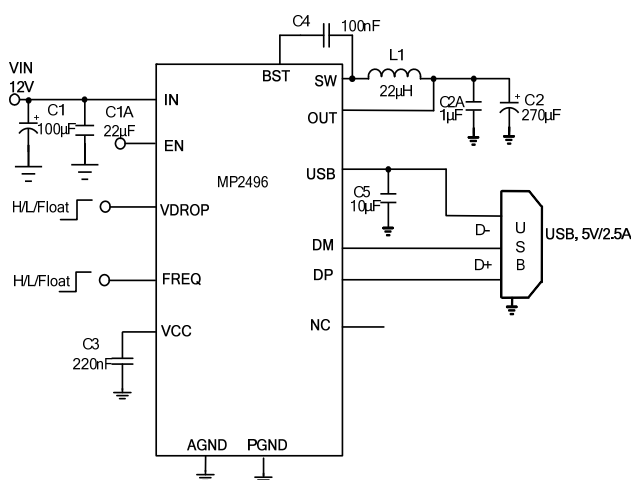 C4
100nF
VIN
12V
BST
SW
L1
22µH
C1
100µF
C1A
22µF
IN
OUT
C2A
1µF
C2
270µF
EN
MP2496
USB
C5
10µF
H/L/Float
VDROP
D-
USB
USB, 5V/2.5A
DM
D+
H/L/Float
FREQ
DP
VCC
NC
C3
220nF
AGND
PGND
+
+